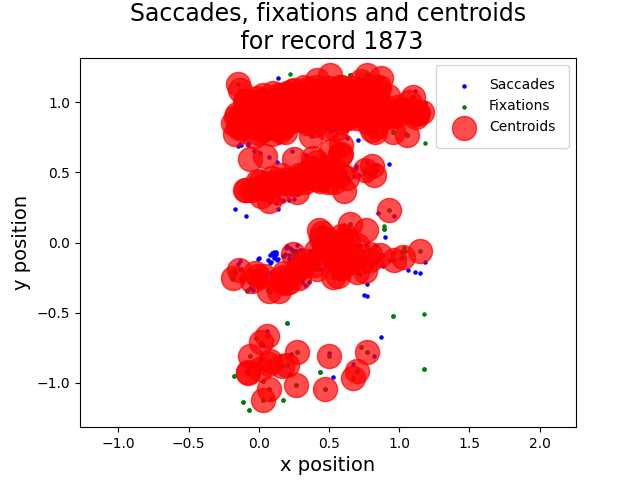 Saccades, fixations and centroids
for record 1873
Saccades
Fixations
Centroids
1.0
0.5
0.0
−0.5
−1.0
y position
−1.0 −0.5 0.0 0.5 1.0 1.5 2.0
x position